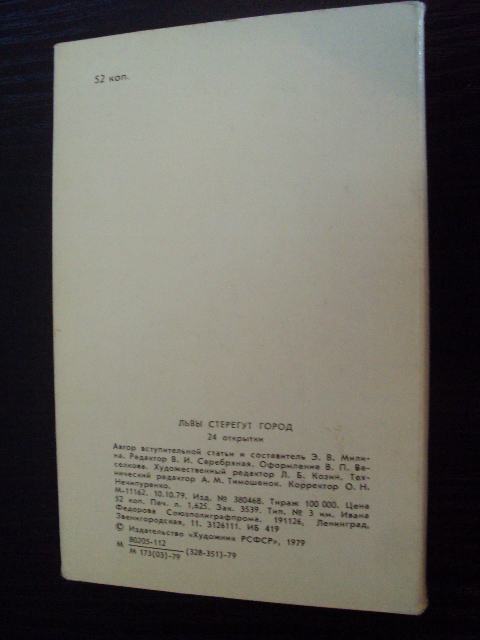 52 коп.
ЛЬВЫ СТЕРЕГУТ ГОРОД
24 открытки
Автор вступительной статьи и составитель Э. В. Мили-
на. Редактор В. И. Серебряная. Оформление В. П. Ве-
селкова. Художественный редактор Л. Б. Козин. Тех-
нический редактор А. М. Тимошенок. Корректор О. Н.
Нечипуренко.
М-11162. 10.10.79. Изд. № 380468. Тираж 100 000. Цена
52 коп. Печ. л. 1,625. Зак. 3539. Тип. № 3 им. Ивана
Федорова Союзполиграфпрома. 191126, Ленинград,
Звенигородская, 11. 3126111. ИБ 419
© Издательство «Художник РСФСР», 1979
М 80205-112 (328-351)-79
М 173(03)-79